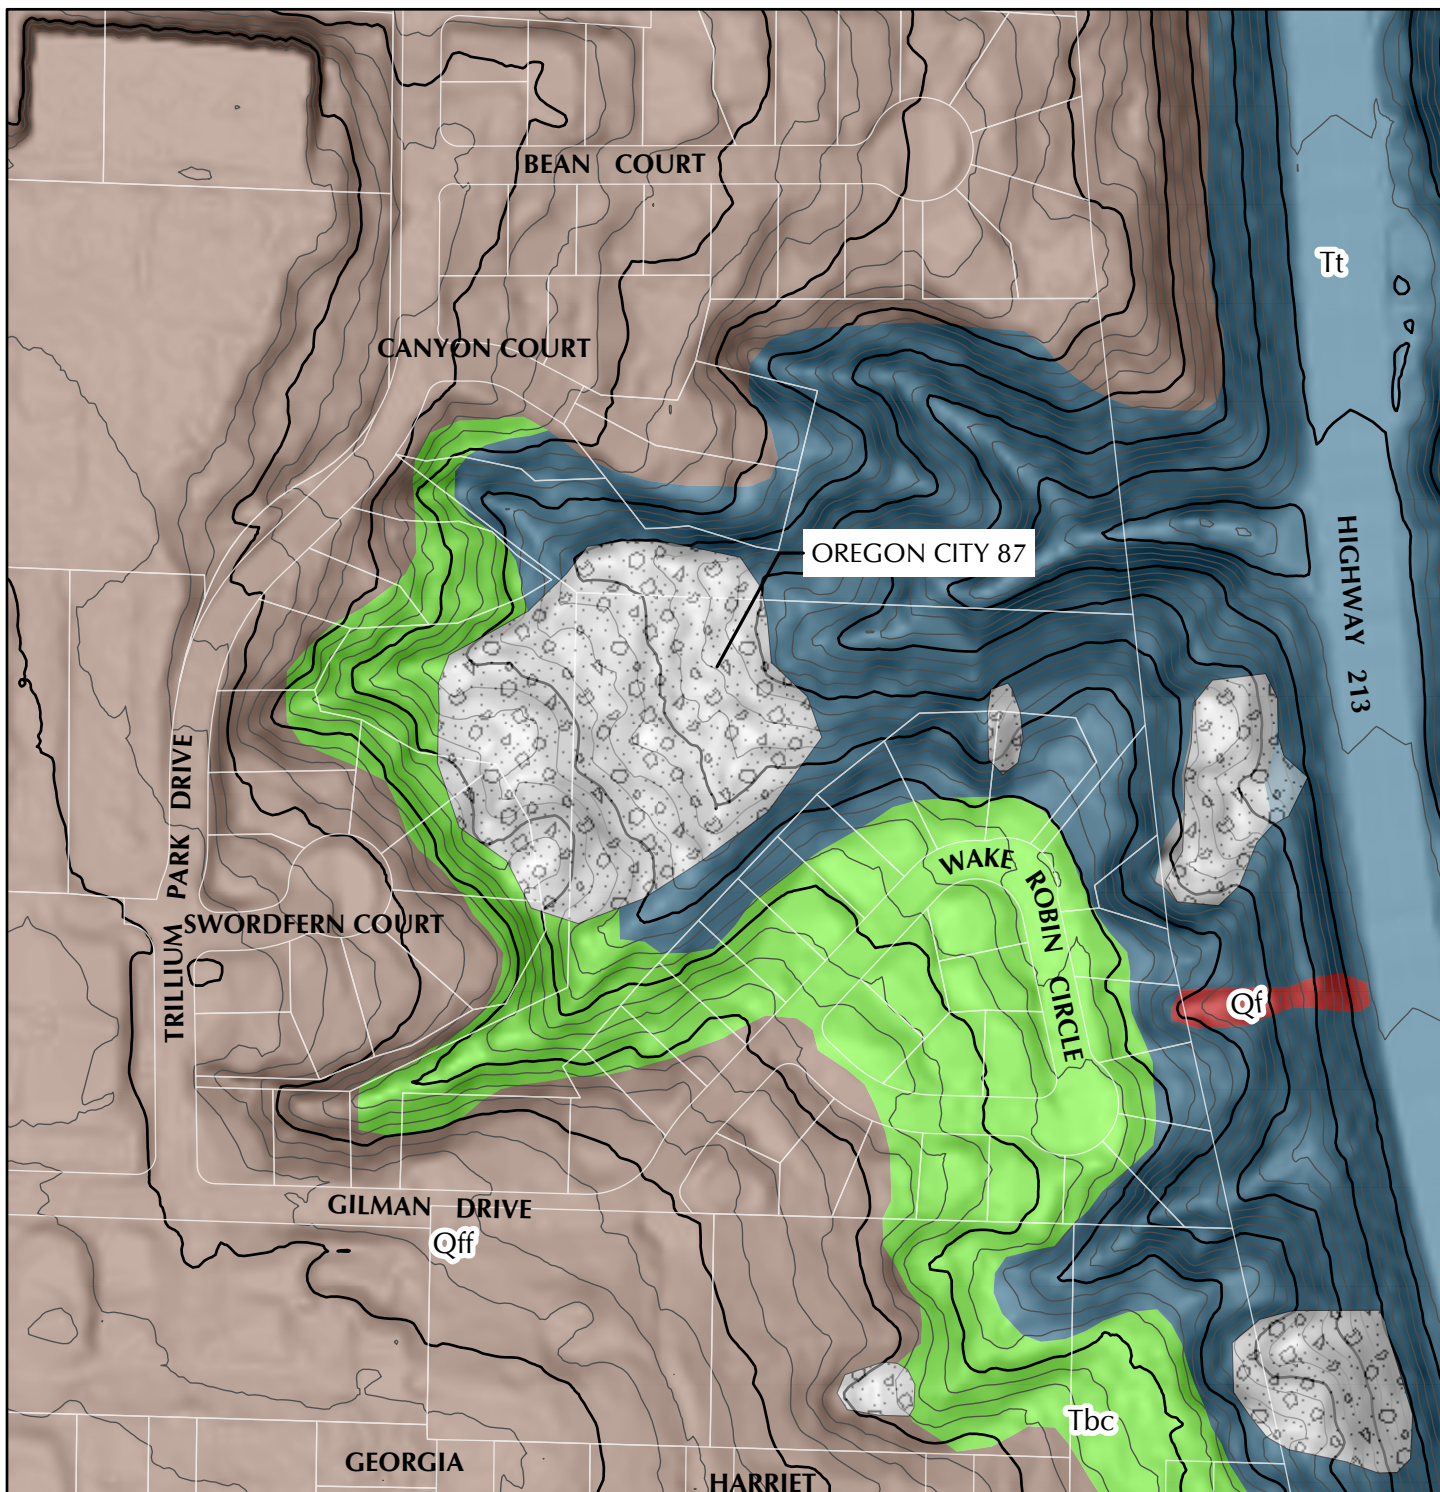 BEAN COURT
Tt
CANYON COURT
OREGON CITY 87
HIGHWAY 213
TRILLIUM PARK DRIVE
WAKE ROBIN CIRCLE
SWORDFERN COURT
Qf
GILMAN DRIVE
Qff
Tbc
GEORGIA
HARRIET